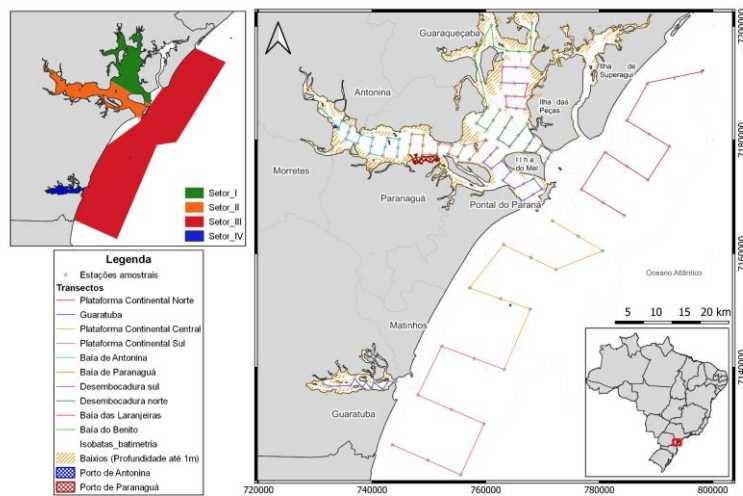 Setor_I
Setor_II
Setor_III
Setor_IV
Legenda
Estações amostrais
Transectos
Plataforma Continental Norte
Guaratuba
Plataforma Continental Central
Plataforma Continental Sul
Baía de Antonina
Baía de Paranaguá
Desembocadura sul
Desembocadura norte
Baía das Laranjeiras
Baía do Benito
Isobatas_batimetria
Baixios (Profundidade até 1m)
Porto de Antonina
Porto de Paranaguá
Guaraqueçaba
Ilha de
Superagui
Antonina
Ilha das
Peças
Morretes
Ilha
do Mel
Paranaguá
Pontal do Paraná
Oceano Atlântico
Matinhos
5 10 15 20 km
Guaratuba
7200000
7180000
7160000
7140000
720000 740000 760000 780000 800000